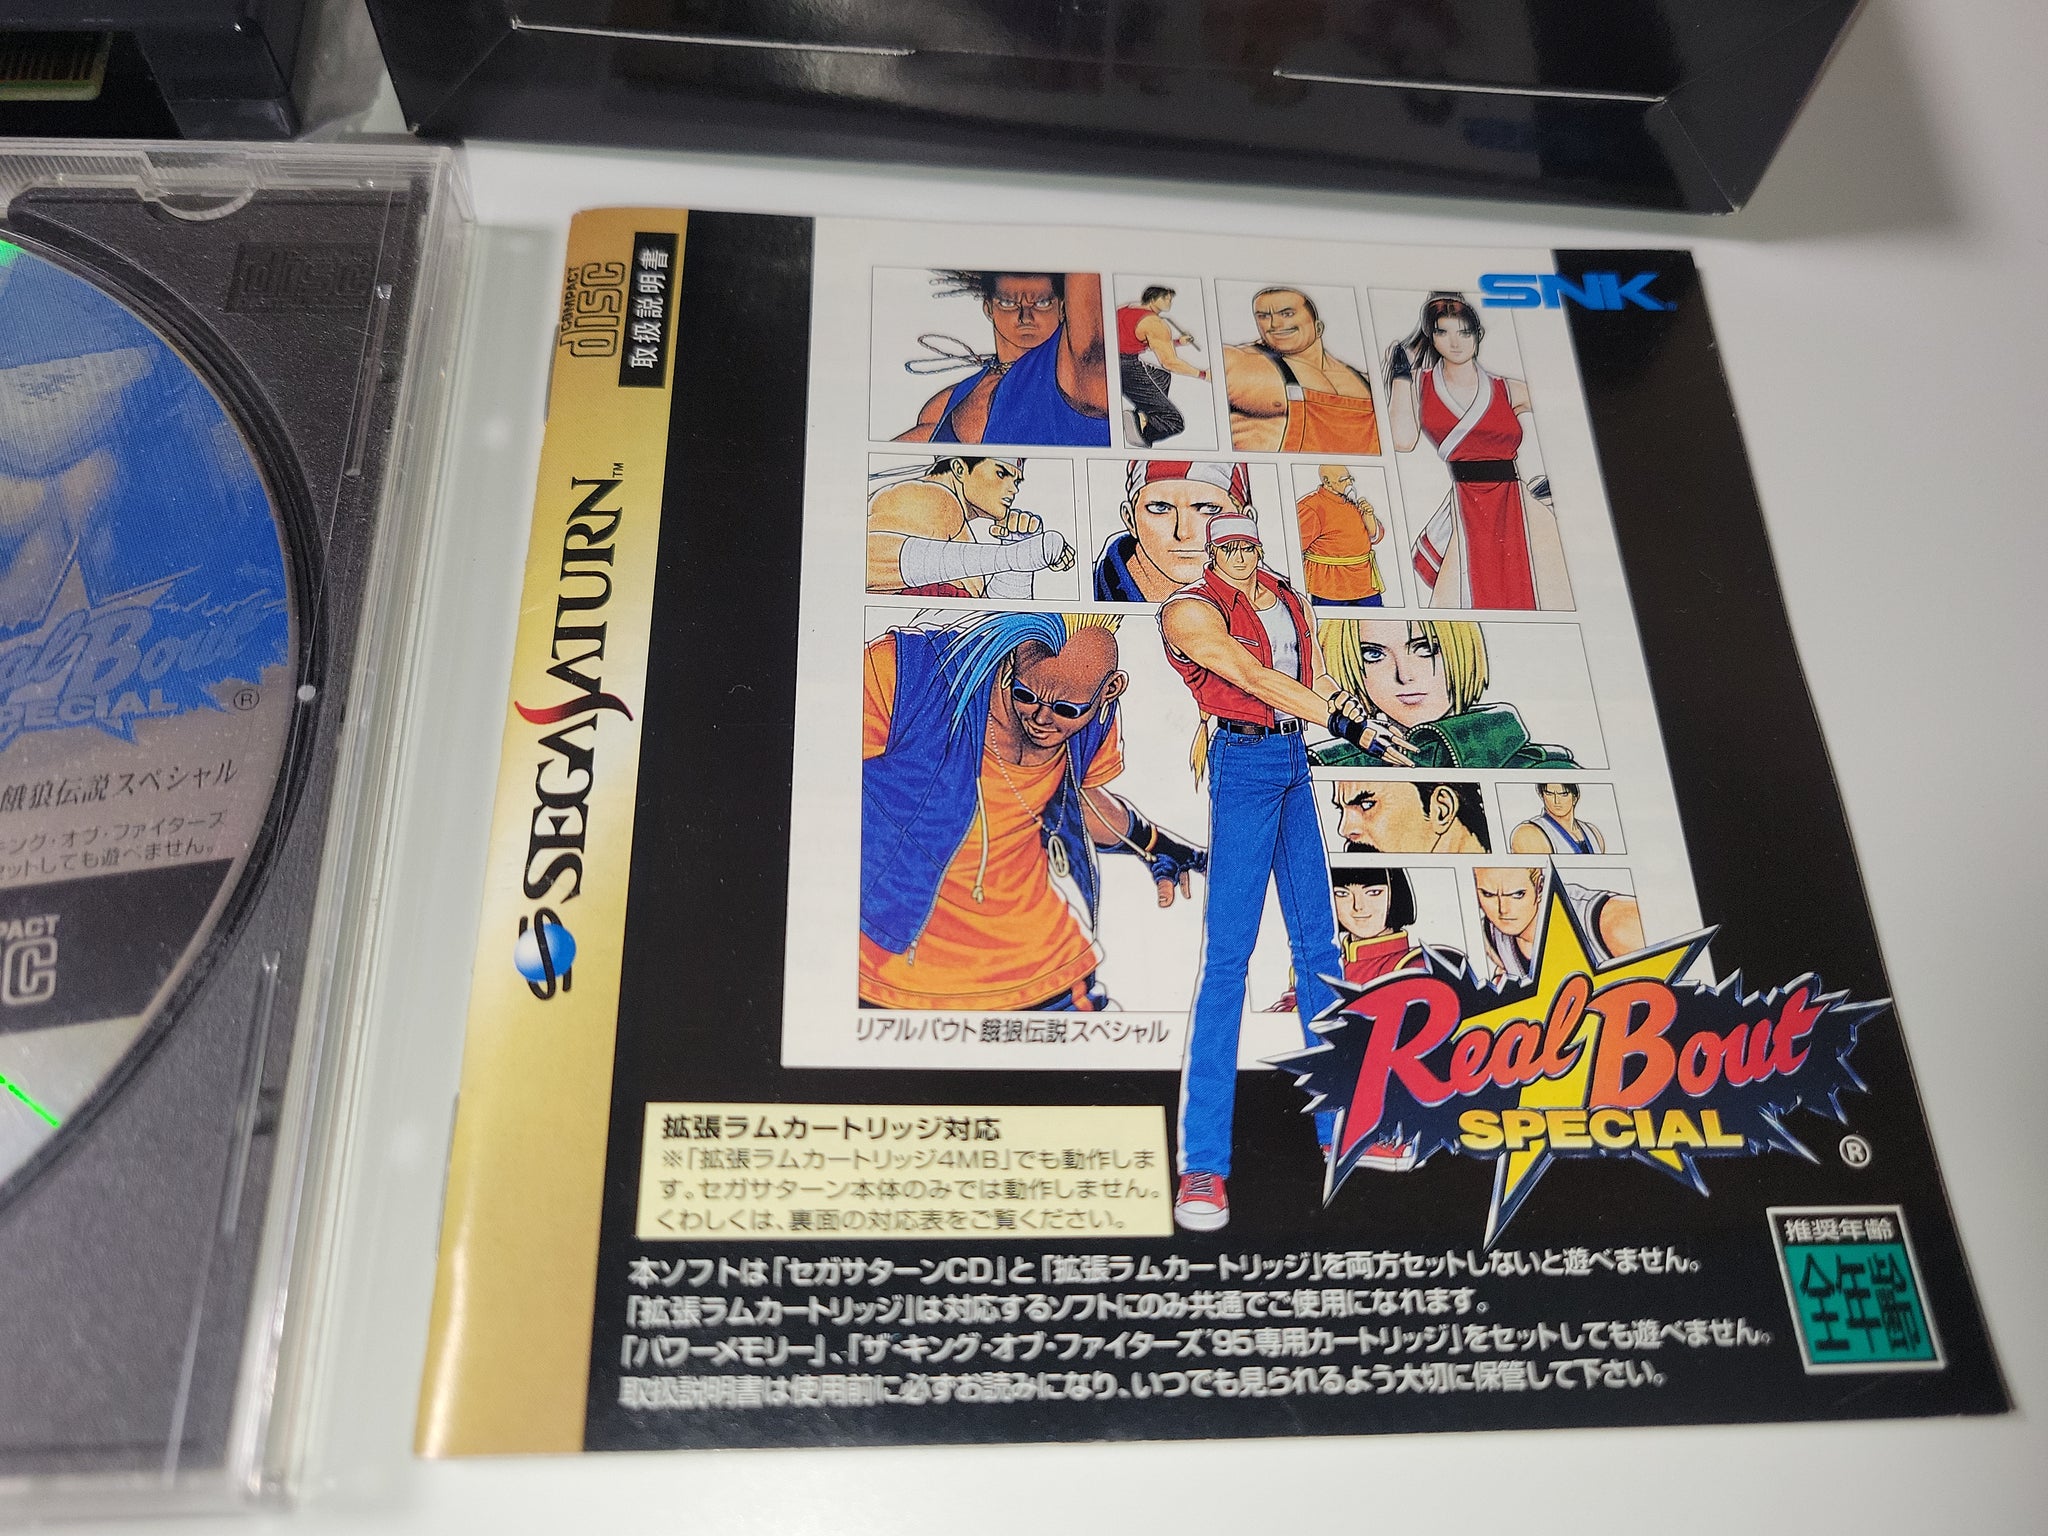 disc
Real Bout
SPECIAL
®
餓狼伝説スペシャル
キング・オブ・ファイターズ
セットしても遊べません。
COMPACT
disc
取扱説明書
SEGA SATURN™
SNK®
リアルバウト餓狼伝説スペシャル
Real Bout
SPECIAL
®
拡張ラムカートリッジ対応
※「拡張ラムカートリッジ4MB」でも動作しま
す。セガサターン本体のみでは動作しません。
くわしくは、裏面の対応表をご覧ください。
本ソフトは「セガサターンCD」と「拡張ラムカートリッジ」を両方セットしないと遊べません。
「拡張ラムカートリッジ」は対応するソフトにのみ共通でご使用になれます。
「パワーメモリー」、「ザ・キング・オブ・ファイターズ'95専用カートリッジ」をセットしても遊べません。
取扱説明書は使用前に必ずお読みになり、いつでも見られるよう大切に保管して下さい。
推奨年齢
全年齢